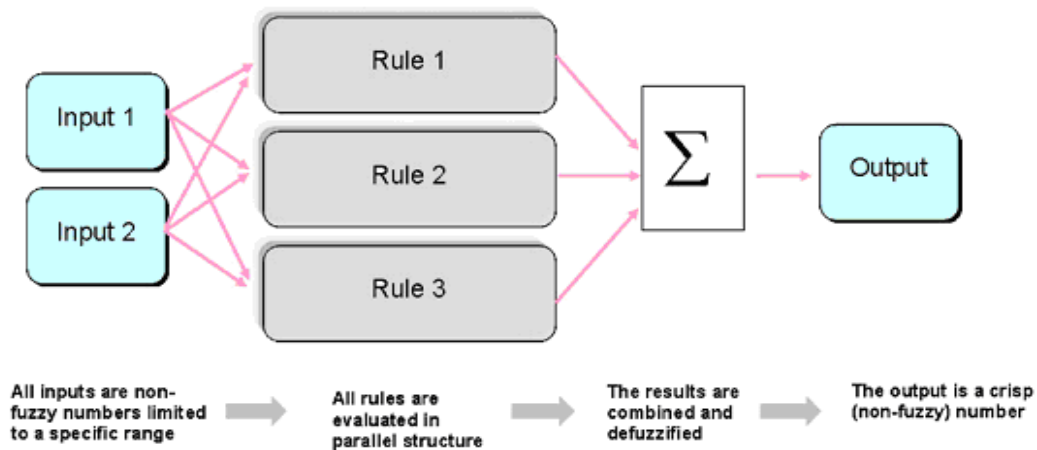 Input 1
Input 2
Rule 1
Rule 2
Rule 3
Σ
Output
All inputs are non-
fuzzy numbers limited
to a specific range
All rules are
evaluated in
parallel structure
The results are
combined and
defuzzified
The output is a crisp
(non-fuzzy) number